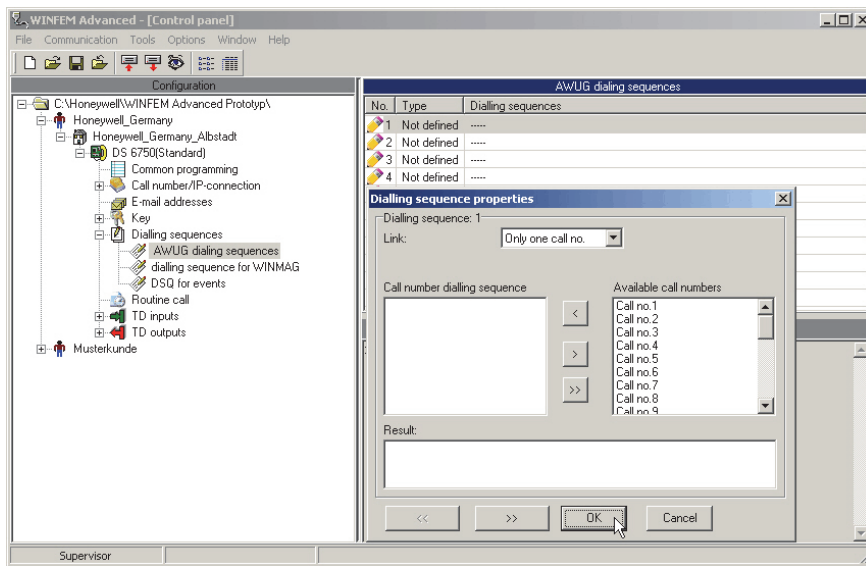 WINFEM Advanced - [Control panel]
File Communication Tools Options Window Help
Configuration
C:\Honeywell\WINFEM Advanced Prototyp\
Honeywell_Germany
Honeywell_Germany_Albstadt
DS 6750(Standard)
Common programming
Call number/IP-connection
E-mail addresses
Key
Dialling sequences
AWUG dialing sequences
dialling sequence for WINMAG
DSQ for events
Routine call
TD inputs
TD outputs
Musterkunde
AWUG dialing sequences
No. Type Dialling sequences
1 Not defined -----
2 Not defined -----
3 Not defined -----
4 Not defined -----
Dialling sequence properties
Dialling sequence: 1
Link: Only one call no.
Call number dialling sequence
Available call numbers
Call no.1
Call no.2
Call no.3
Call no.4
Call no.5
Call no.6
Call no.7
Call no.8
Call no.9
<
>
>>
Result:
<< >> OK Cancel
Supervisor